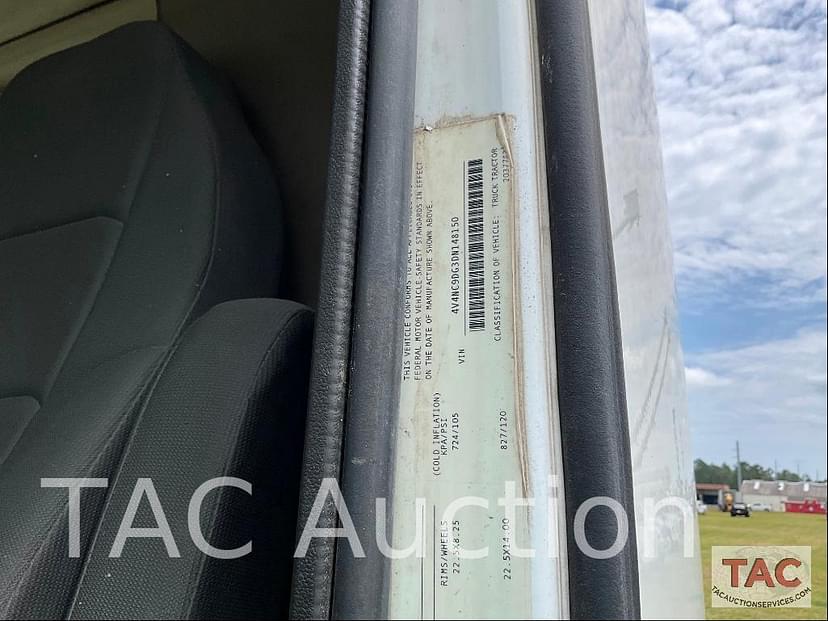 THIS VEHICLE CONFORMS TO ALL
FEDERAL MOTOR VEHICLE SAFETY STANDARDS IN EFFECT
ON THE DATE OF MANUFACTURE SHOWN ABOVE.
VIN 4V4NC9DG3DN148150
CLASSIFICATION OF VEHICLE: TRUCK TRACTOR
(COLD INFLATION)
KPA/PSI
724/105
827/120
RIMS/WHEELS
22.5X8.25
22.5X14.00
TAC Auction
TAC
TACAUCTIONSERVICES.COM